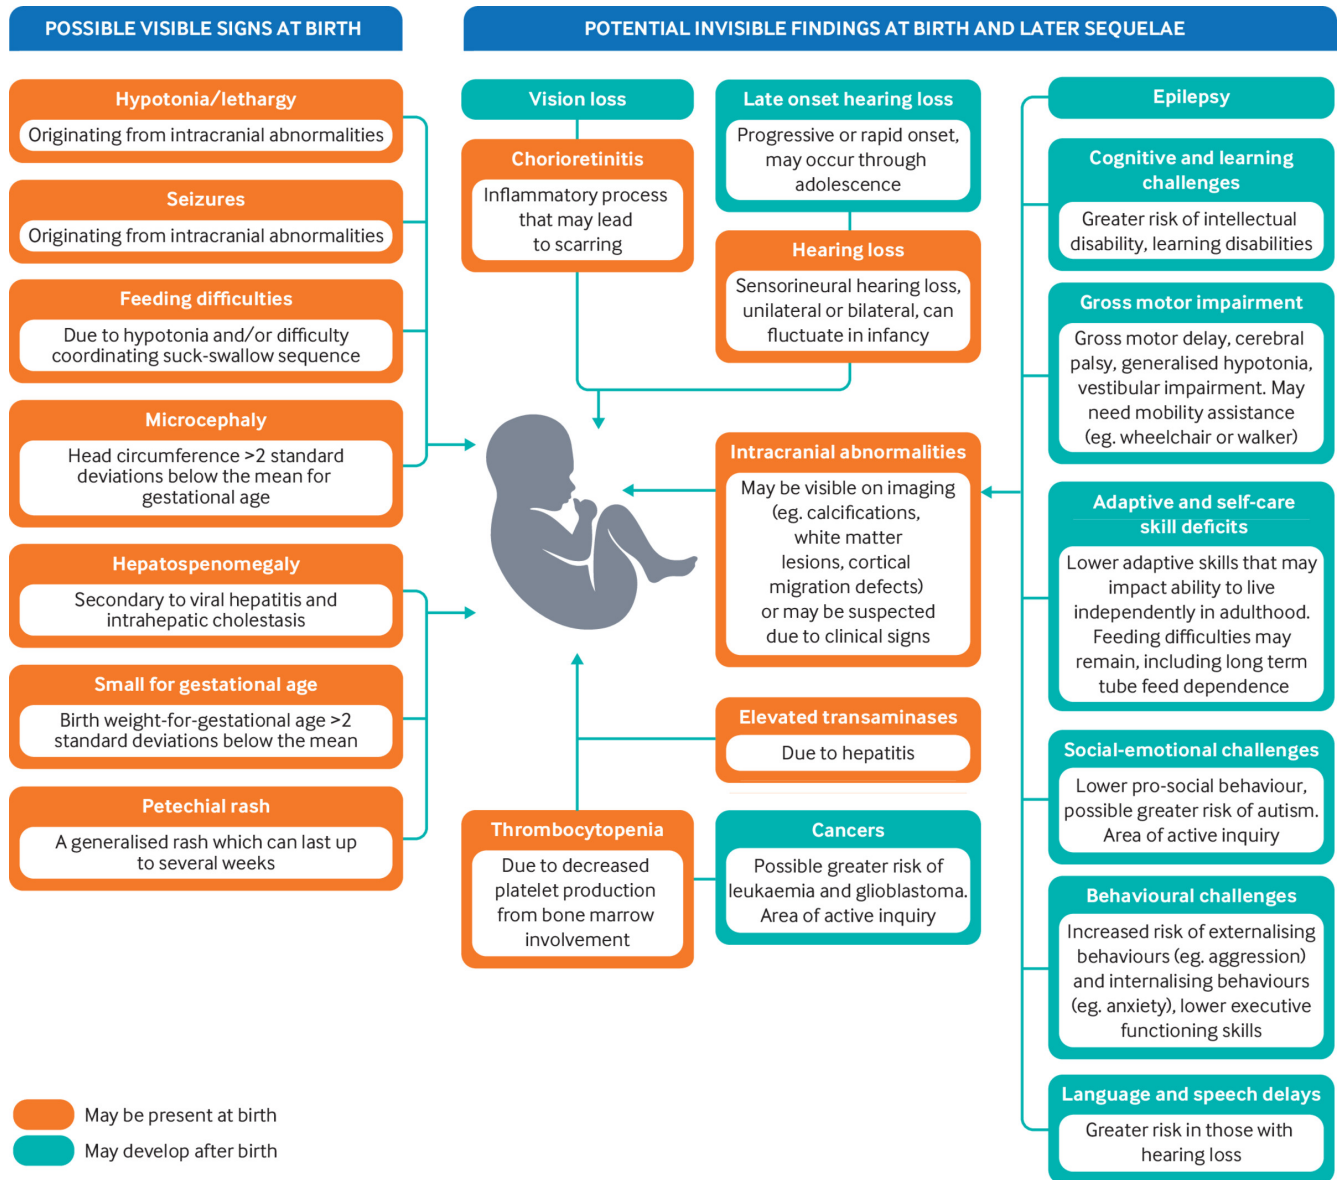 POSSIBLE VISIBLE SIGNS AT BIRTH
Hypotonia/lethargy
Originating from intracranial abnormalities
Seizures
Originating from intracranial abnormalities
Feeding difficulties
Due to hypotonia and/or difficulty
coordinating suck-swallow sequence
Microcephaly
Head circumference >2 standard
deviations below the mean for
gestational age
Hepatospenomegaly
Secondary to viral hepatitis and
intrahepatic cholestasis
Small for gestational age
Birth weight-for-gestational age >2
standard deviations below the mean
Petechial rash
A generalised rash which can last up
to several weeks
POTENTIAL INVISIBLE FINDINGS AT BIRTH AND LATER SEQUELAE
Vision loss
Chorioretinitis
Inflammatory process
that may lead
to scarring
Late onset hearing loss
Progressive or rapid onset,
may occur through
adolescence
Hearing loss
Sensorineural hearing loss,
unilateral or bilateral, can
fluctuate in infancy
Intracranial abnormalities
May be visible on imaging
(eg. calcifications,
white matter
lesions, cortical
migration defects)
or may be suspected
due to clinical signs
Elevated transaminases
Due to hepatitis
Thrombocytopenia
Due to decreased
platelet production
from bone marrow
involvement
Cancers
Possible greater risk of
leukaemia and glioblastoma.
Area of active inquiry
Epilepsy
Cognitive and learning
challenges
Greater risk of intellectual
disability, learning disabilities
Gross motor impairment
Gross motor delay, cerebral
palsy, generalised hypotonia,
vestibular impairment. May
need mobility assistance
(eg. wheelchair or walker)
Adaptive and self-care
skill deficits
Lower adaptive skills that may
impact ability to live
independently in adulthood.
Feeding difficulties may
remain, including long term
tube feed dependence
Social-emotional challenges
Lower pro-social behaviour,
possible greater risk of autism.
Area of active inquiry
Behavioural challenges
Increased risk of externalising
behaviours (eg. aggression)
and internalising behaviours
(eg. anxiety), lower executive
functioning skills
Language and speech delays
Greater risk in those with
hearing loss
May be present at birth
May develop after birth